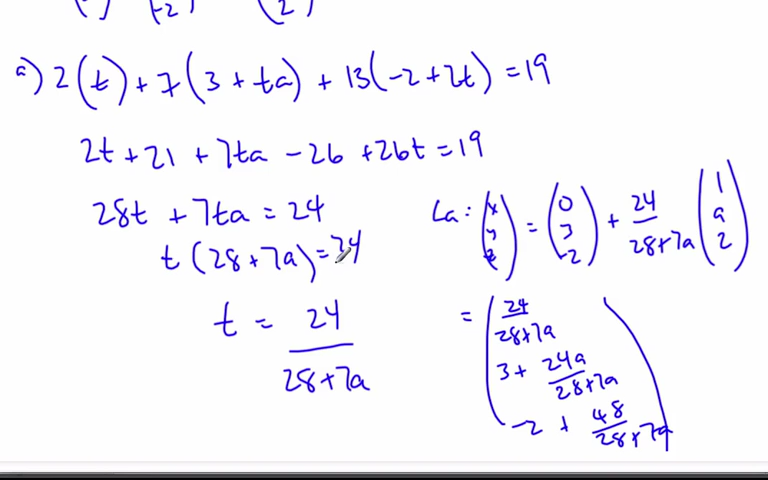 -2
2
a) 2(t) + 7(3 + ta) + 13(-2 + 2t) = 19
2t + 21 + 7ta - 26 + 26t = 19
28t + 7ta = 24
t(28 + 7a) = 24
t = 24
28 + 7a
La: (x y z) = (0 3 -2) + 24/28+7a (1 a 2)
= (24/28+7a
3 + 24a/28+7a
-2 + 48/28+7a)